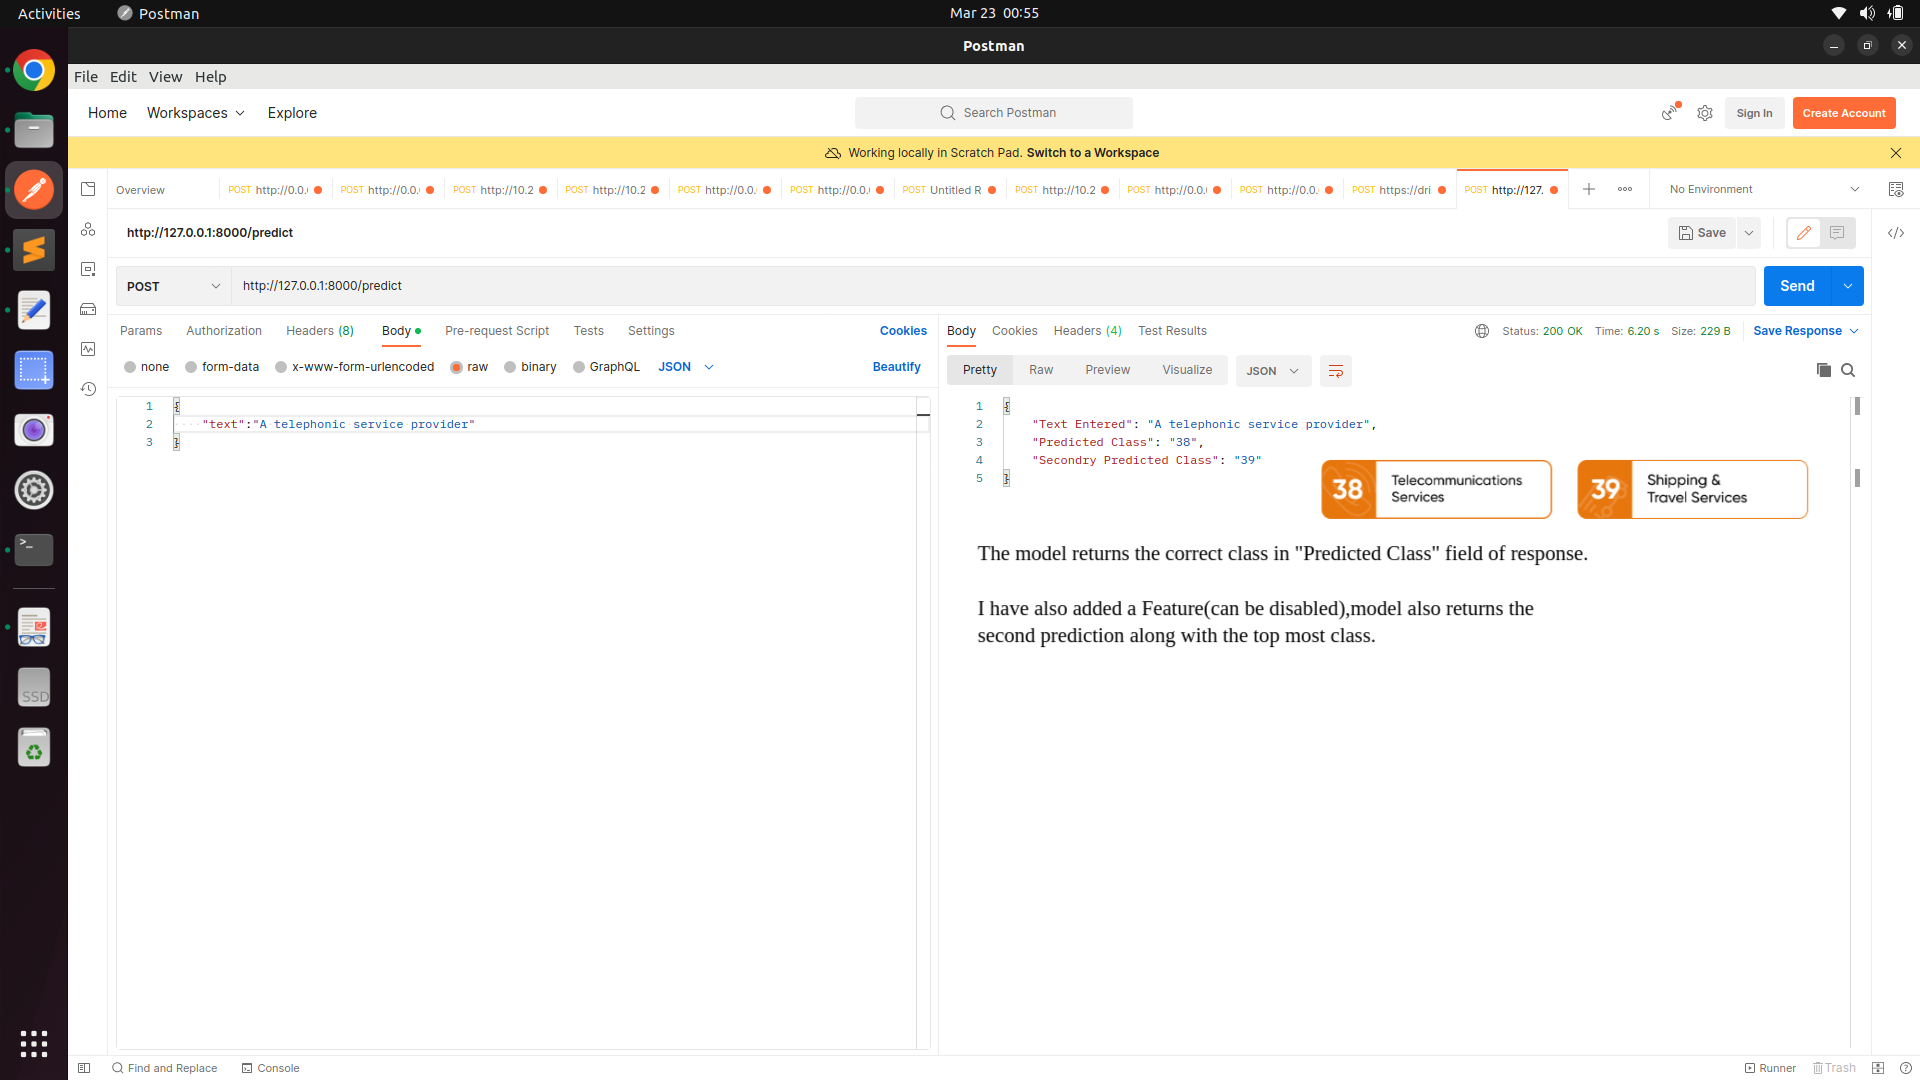 Activities
Postman
Mar 23 00:55
Postman
File Edit View Help
Home Workspaces Explore
Search Postman
Sign In
Create Account
Working locally in Scratch Pad. Switch to a Workspace
Overview
POST http://0.0.
POST http://0.0.
POST http://10.2
POST http://10.2
POST http://0.0.
POST http://0.0.
POST Untitled R
POST http://10.2
POST http://0.0.
POST http://0.0.
POST https://dri
POST http://127.
No Environment
http://127.0.0.1:8000/predict
Save
POST
http://127.0.0.1:8000/predict
Send
Params Authorization Headers (8) Body Pre-request Script Tests Settings Cookies
none form-data x-www-form-urlencoded raw binary GraphQL JSON Beautify
1 {
2 "text":"A telephonic service provider"
3 }
Body Cookies Headers (4) Test Results
Status: 200 OK Time: 6.20 s Size: 229 B Save Response
Pretty Raw Preview Visualize JSON
1 {
2 "Text Entered": "A telephonic service provider",
3 "Predicted Class": "38",
4 "Secondry Predicted Class": "39"
5 }
38 Telecommunications
Services
39 Shipping &
Travel Services
The model returns the correct class in "Predicted Class" field of response.
I have also added a Feature(can be disabled),model also returns the
second prediction along with the top most class.
SSD
Find and Replace Console
Runner Trash